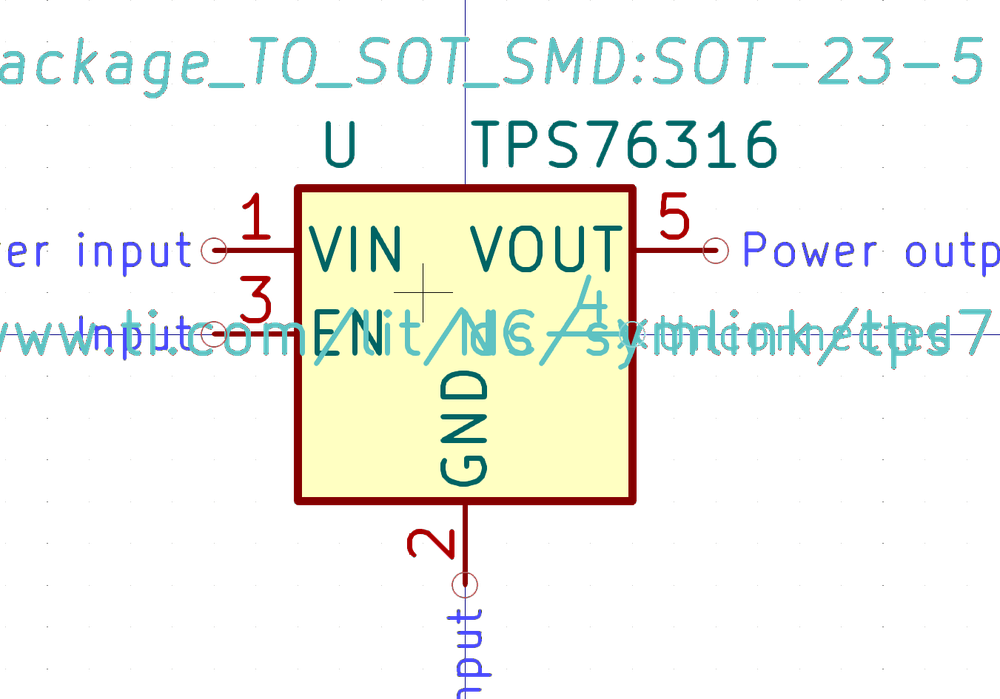 ackage_TO_SOT_SMD:SOT-23-5
U TPS76316
1 5
er input VIN VOUT Power outp
3 4
Input EN NC Unconnected
ww.ti.com/lit/ds/symlink/tps7
GND
2
nput